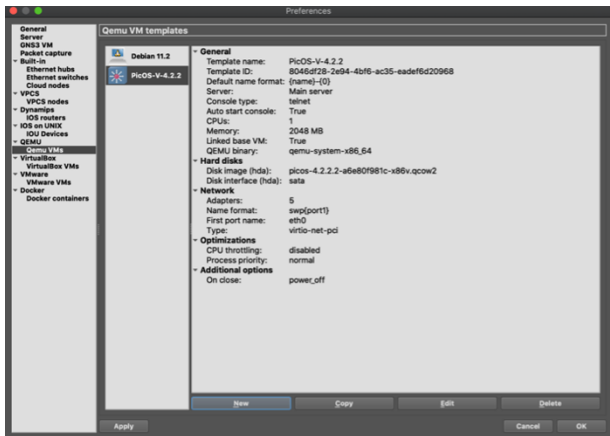 Preferences
General
Server
GNS3 VM
Packet capture
Built-in
Ethernet hubs
Ethernet switches
Cloud nodes
VPCS
VPCS nodes
Dynamips
IOS routers
IOS on UNIX
IOU Devices
QEMU
Qemu VMs
VirtualBox
VirtualBox VMs
VMware
VMware VMs
Docker
Docker containers
Qemu VM templates
Debian 11.2
PicOS-V-4.2.2
General
Template name: PicOS-V-4.2.2
Template ID: 8046df28-2e94-4bf6-ac35-eadef6d20968
Default name format: {name}-{0}
Server: Main server
Console type: telnet
Auto start console: True
CPUs: 1
Memory: 2048 MB
Linked base VM: True
QEMU binary: qemu-system-x86_64
Hard disks
Disk image (hda): picos-4.2.2.2-a6e80f981c-x86v.qcow2
Disk interface (hda): sata
Network
Adapters: 5
Name format: swp{port1}
First port name: eth0
Type: virtio-net-pci
Optimizations
CPU throttling: disabled
Process priority: normal
Additional options
On close: power_off
New Copy Edit Delete
Apply Cancel OK